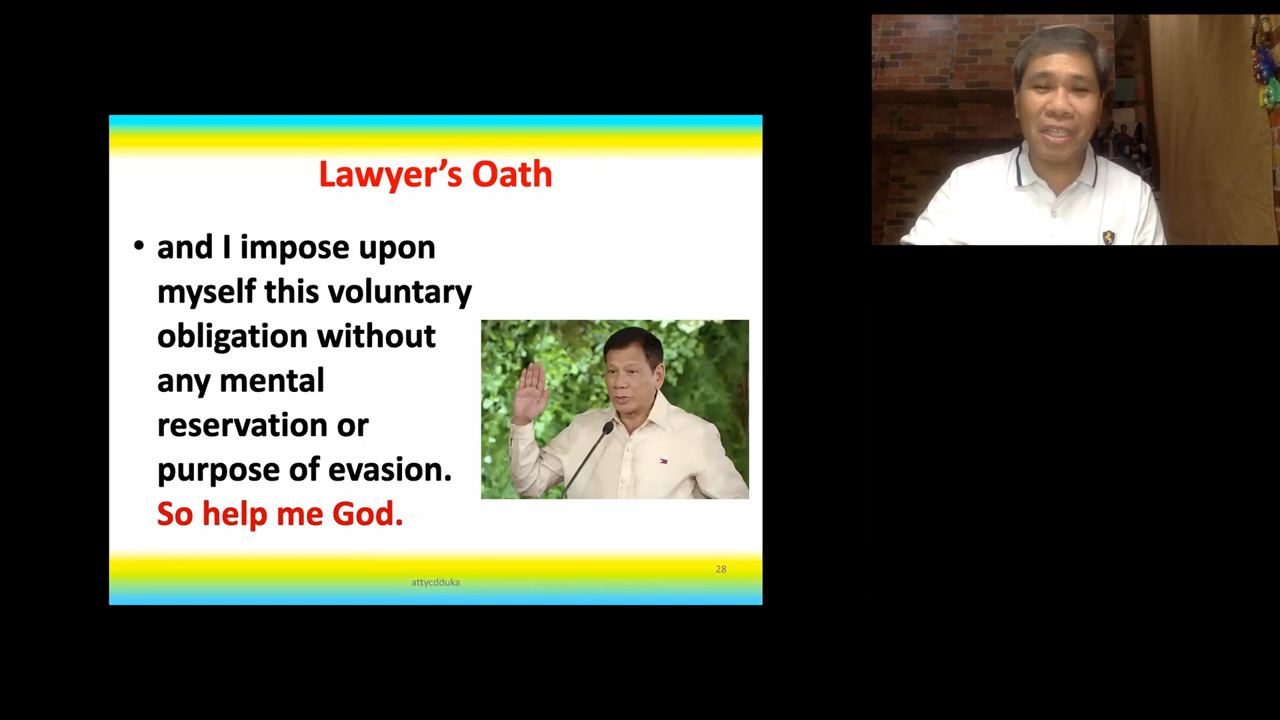 Lawyer’s Oath
• and I impose upon
myself this voluntary
obligation without
any mental
reservation or
purpose of evasion.
So help me God.
28
attycdduka